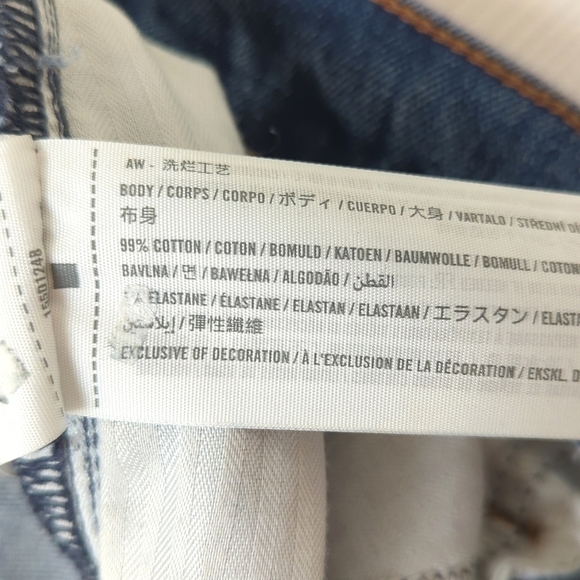 AW - 洗烂工艺
BODY / CORPS / CORPO / ボディ / CUERPO / 大身 / VARTALO / STREDNÍ
布身
99% COTTON / COTON / BOMULD / KATOEN / BAUMWOLLE / BOMULL / COTON
BAVLNA / 면 / BAWEŁNA / ALGODÃO / القطن
ELASTANE / ÉLASTANE / ELASTAN / ELASTAAN / エラスタン / ELASTA
إيلاستين / 彈性纖維
EXCLUSIVE OF DECORATION / À L'EXCLUSION DE LA DÉCORATION / EKSKL. D